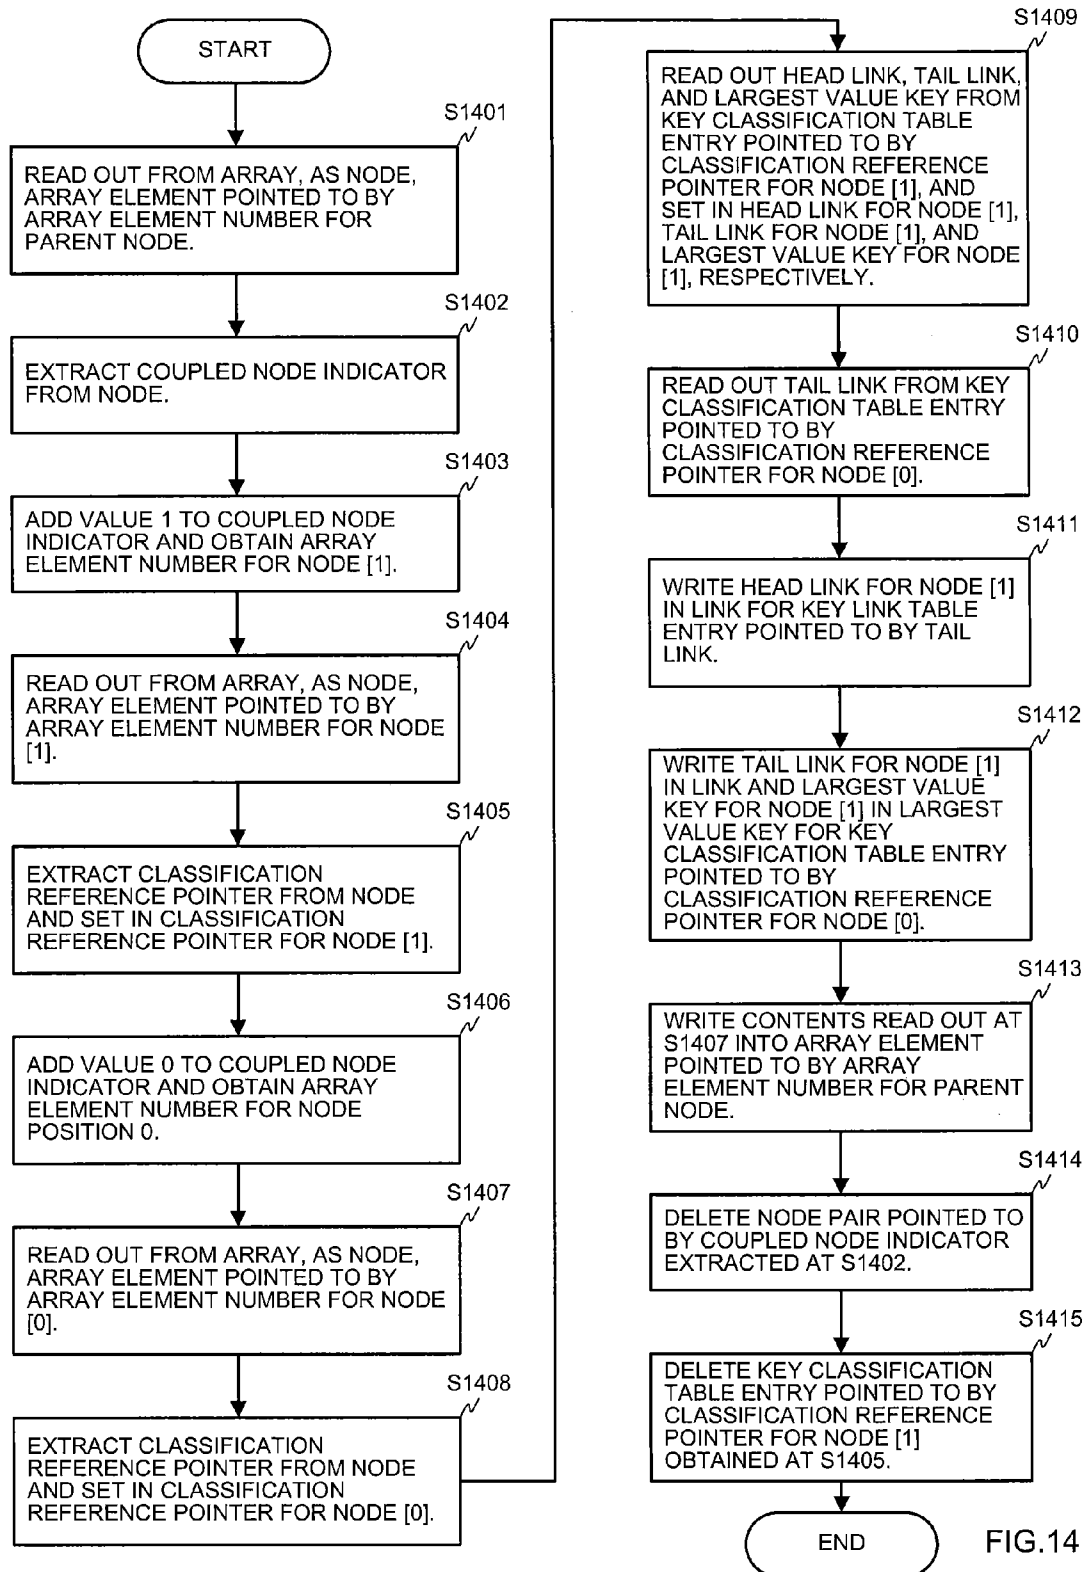 START
S1401
READ OUT FROM ARRAY, AS NODE,
ARRAY ELEMENT POINTED TO BY
ARRAY ELEMENT NUMBER FOR
PARENT NODE.
S1402
EXTRACT COUPLED NODE INDICATOR
FROM NODE.
S1403
ADD VALUE 1 TO COUPLED NODE
INDICATOR AND OBTAIN ARRAY
ELEMENT NUMBER FOR NODE [1].
S1404
READ OUT FROM ARRAY, AS NODE,
ARRAY ELEMENT POINTED TO BY
ARRAY ELEMENT NUMBER FOR NODE
[1].
S1405
EXTRACT CLASSIFICATION
REFERENCE POINTER FROM NODE
AND SET IN CLASSIFICATION
REFERENCE POINTER FOR NODE [1].
S1406
ADD VALUE 0 TO COUPLED NODE
INDICATOR AND OBTAIN ARRAY
ELEMENT NUMBER FOR NODE
POSITION 0.
S1407
READ OUT FROM ARRAY, AS NODE,
ARRAY ELEMENT POINTED TO BY
ARRAY ELEMENT NUMBER FOR NODE
[0].
S1408
EXTRACT CLASSIFICATION
REFERENCE POINTER FROM NODE
AND SET IN CLASSIFICATION
REFERENCE POINTER FOR NODE [0].
S1409
READ OUT HEAD LINK, TAIL LINK,
AND LARGEST VALUE KEY FROM
KEY CLASSIFICATION TABLE
ENTRY POINTED TO BY
CLASSIFICATION REFERENCE
POINTER FOR NODE [1], AND
SET IN HEAD LINK FOR NODE [1],
TAIL LINK FOR NODE [1], AND
LARGEST VALUE KEY FOR NODE
[1], RESPECTIVELY.
S1410
READ OUT TAIL LINK FROM KEY
CLASSIFICATION TABLE ENTRY
POINTED TO BY
CLASSIFICATION REFERENCE
POINTER FOR NODE [0].
S1411
WRITE HEAD LINK FOR NODE [1]
IN LINK FOR KEY LINK TABLE
ENTRY POINTED TO BY TAIL
LINK.
S1412
WRITE TAIL LINK FOR NODE [1]
IN LINK AND LARGEST VALUE
KEY FOR NODE [1] IN LARGEST
VALUE KEY FOR KEY
CLASSIFICATION TABLE ENTRY
POINTED TO BY
CLASSIFICATION REFERENCE
POINTER FOR NODE [0].
S1413
WRITE CONTENTS READ OUT AT
S1407 INTO ARRAY ELEMENT
POINTED TO BY ARRAY
ELEMENT NUMBER FOR PARENT
NODE.
S1414
DELETE NODE PAIR POINTED TO
BY COUPLED NODE INDICATOR
EXTRACTED AT S1402.
S1415
DELETE KEY CLASSIFICATION
TABLE ENTRY POINTED TO BY
CLASSIFICATION REFERENCE
POINTER FOR NODE [1]
OBTAINED AT S1405.
END
FIG.14